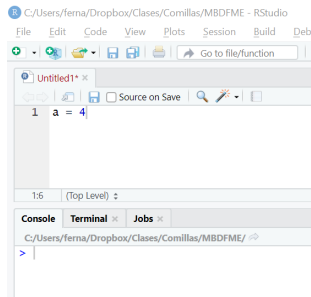 C:/Users/ferna/Dropbox/Clases/Comillas/MBDFME - RStudio
File Edit Code View Plots Session Build Deb
Go to file/function
Untitled1* ×
Source on Save
1 a = 4
1:6 (Top Level)
Console Terminal × Jobs ×
C:/Users/ferna/Dropbox/Clases/Comillas/MBDFME/
>